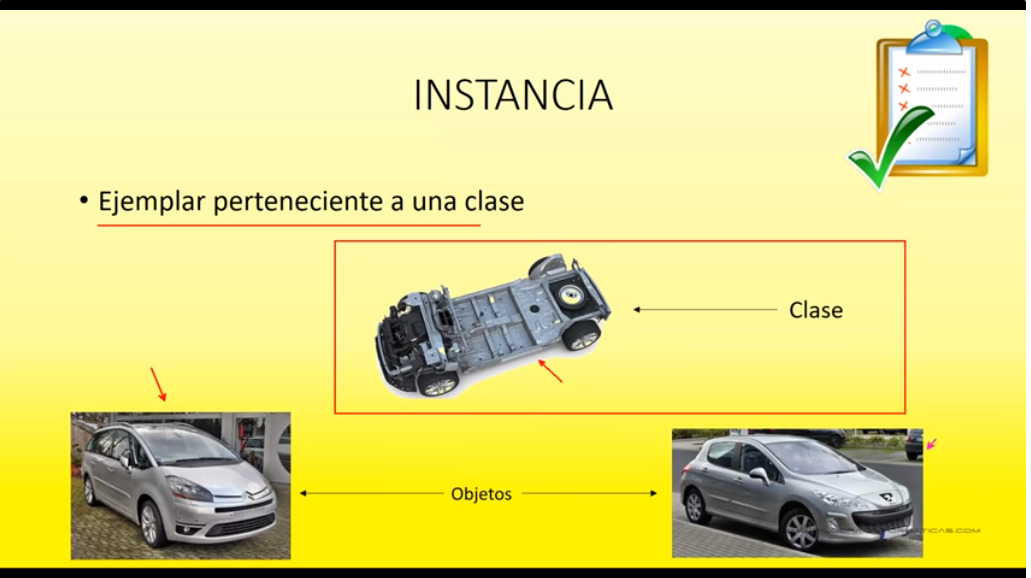 INSTANCIA
• Ejemplar perteneciente a una clase
Clase
Objetos